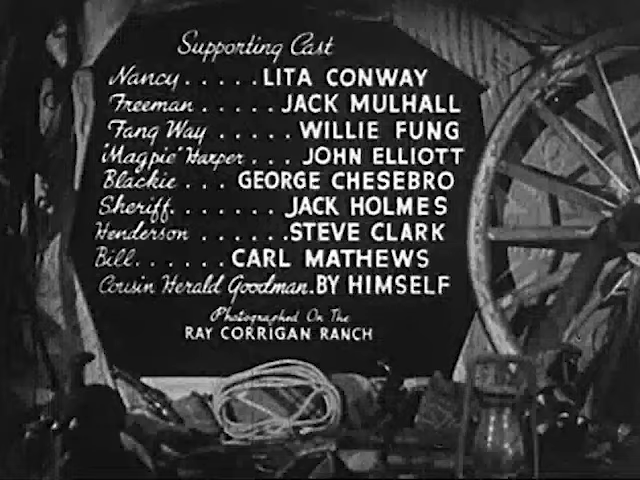 Supporting Cast
Nancy.....LITA CONWAY
Freeman.....JACK MULHALL
Fang Way.....WILLIE FUNG
'Magpie' Harper...JOHN ELLIOTT
Blackie...GEORGE CHESEBRO
Sheriff.......JACK HOLMES
Henderson......STEVE CLARK
Bill......CARL MATHEWS
Cousin Herald Goodman.BY HIMSELF
Photographed On The
RAY CORRIGAN RANCH